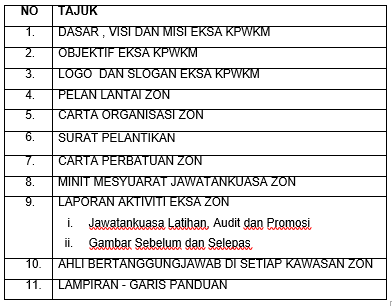 NO TAJUK
1. DASAR , VISI DAN MISI EKSA KPWKM
2. OBJEKTIF EKSA KPWKM
3. LOGO DAN SLOGAN EKSA KPWKM
4. PELAN LANTAI ZON
5. CARTA ORGANISASI ZON
6. SURAT PELANTIKAN
7. CARTA PERBATUAN ZON
8. MINIT MESYUARAT JAWATANKUASA ZON
9. LAPORAN AKTIVITI EKSA ZON
i. Jawatankuasa Latihan, Audit dan Promosi
ii. Gambar Sebelum dan Selepas
10. AHLI BERTANGGUNGJAWAB DI SETIAP KAWASAN ZON
11. LAMPIRAN - GARIS PANDUAN